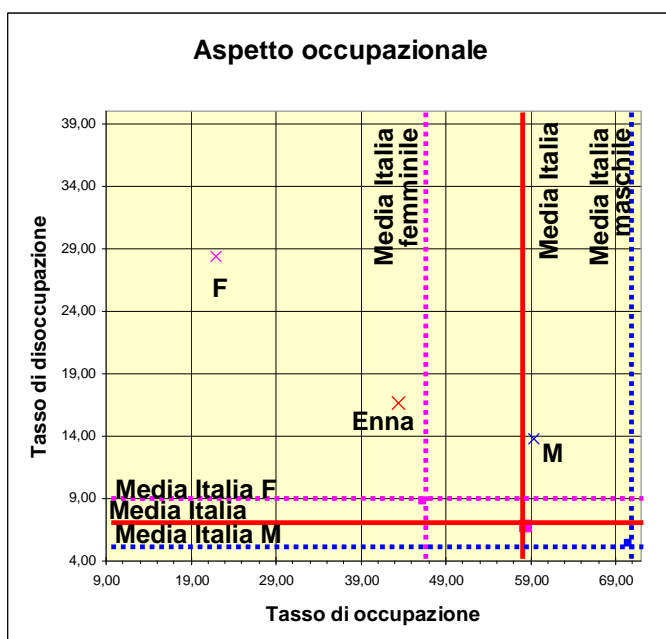 Aspetto occupazionale
39,00
34,00
29,00
24,00
19,00
14,00
9,00
4,00
Tasso di disoccupazione
Media Italia
femminile
Media Italia
Media Italia
maschile
F
Enna
M
Media Italia F
Media Italia
Media Italia M
9,00 19,00 29,00 39,00 49,00 59,00 69,00
Tasso di occupazione